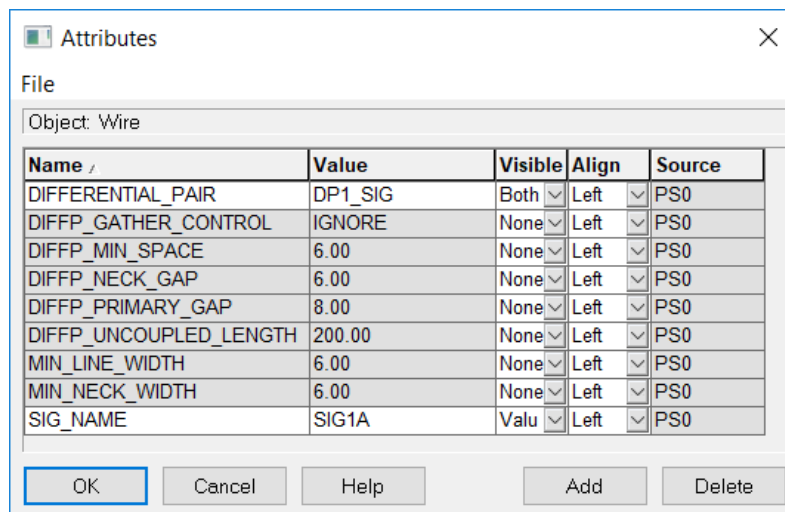 Attributes
File
Object: Wire
Name Value Visible Align Source
DIFFERENTIAL_PAIR DP1_SIG Both Left PS0
DIFFP_GATHER_CONTROL IGNORE None Left PS0
DIFFP_MIN_SPACE 6.00 None Left PS0
DIFFP_NECK_GAP 6.00 None Left PS0
DIFFP_PRIMARY_GAP 8.00 None Left PS0
DIFFP_UNCOUPLED_LENGTH 200.00 None Left PS0
MIN_LINE_WIDTH 6.00 None Left PS0
MIN_NECK_WIDTH 6.00 None Left PS0
SIG_NAME SIG1A Valu Left PS0
OK Cancel Help Add Delete